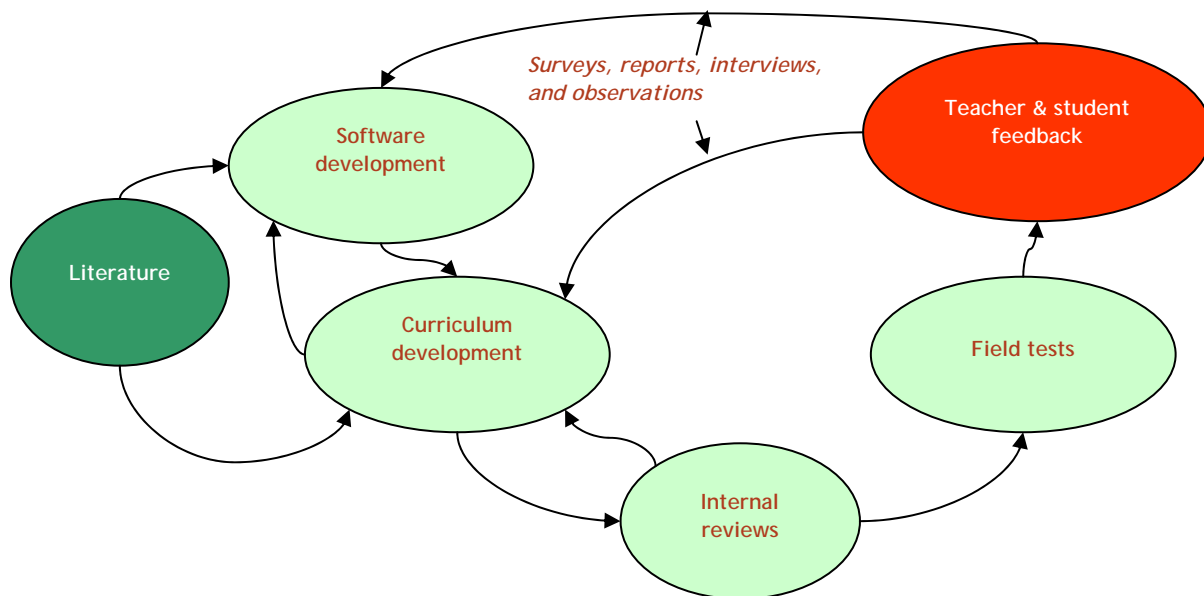 Surveys, reports, interviews,
and observations
Teacher & student
feedback
Software
development
Literature
Curriculum
development
Field tests
Internal
reviews